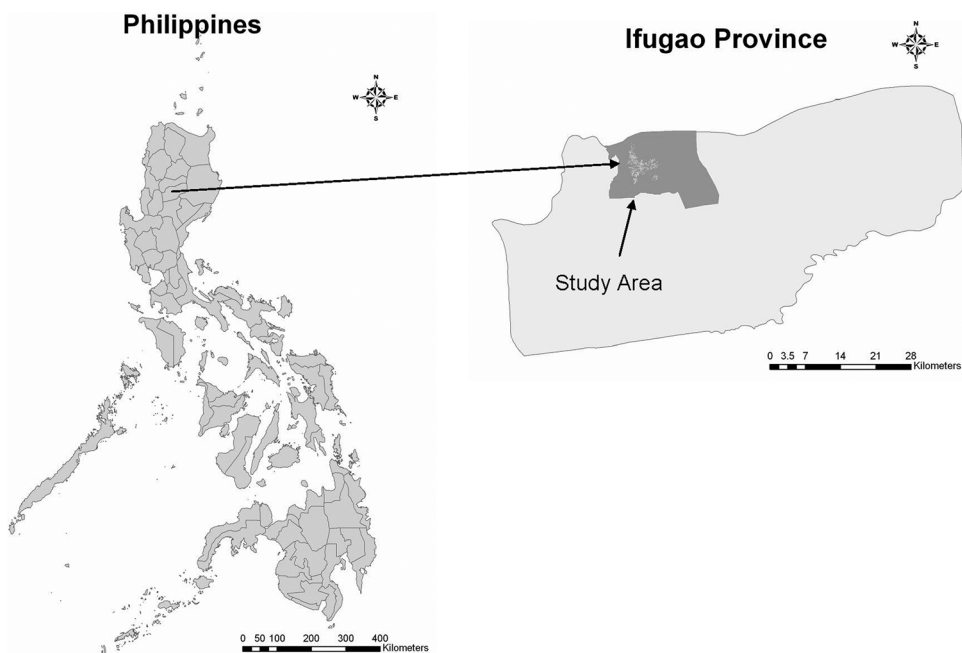 Philippines
N
W E
S
Ifugao Province
N
W E
S
Study Area
0 3.5 7 14 21 28
Kilometers
0 50 100 200 300 400
Kilometers